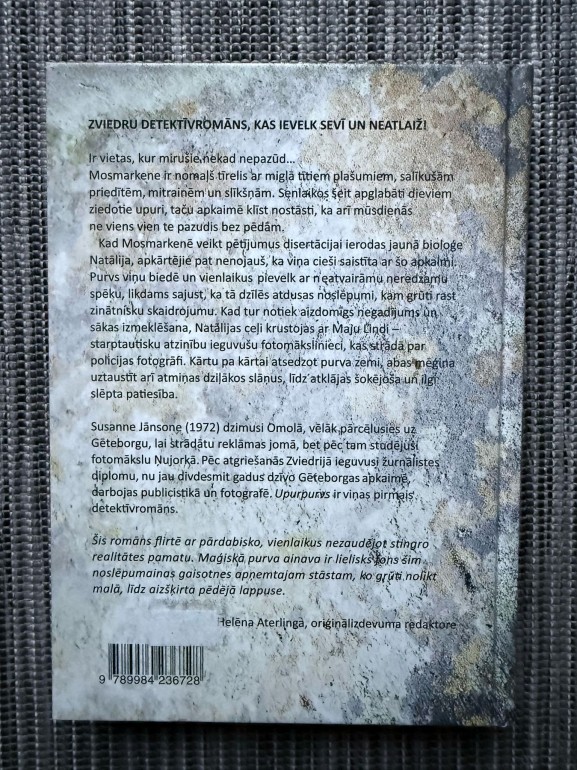 ZVIEDRU DETEKTĪVROMĀNS, KAS IEVELK SEVĪ UN NEATLAIŽ!
Ir vietas, kur mirušie nekad nepazūd...
Mosmarkene ir nomaļš tīrelis ar miglā tītiem plašumiem, salīkušām
priedītēm, mitrainēm un slīkšņām. Senlaikos šeit apglabāti dieviem
ziedotie upuri, taču apkaimē klīst nostāsti, ka arī mūsdienās
ne viens vien te pazudis bez pēdām.
Kad Mosmarkenē veikt pētījumus disertācijai ierodas jaunā bioloģe
Natālija, apkārtējie pat nenojauš, ka viņa cieši saistīta ar šo apkaimi.
Purvs viņu biedē un vienlaikus pievelk ar neatvairāmu neredzamu
spēku, likdams sajust, ka tā dzīlēs atdusas noslēpumi, kam grūti rast
zinātnisku skaidrojumu. Kad tur notiek aizdomīgs negadījums un
sākas izmeklēšana, Natālijas ceļi krustojas ar Maju Lindi –
starptautisku atzinību ieguvušu fotomākslinieci, kas strādā par
policijas fotogrāfi. Kārtu pa kārtai atsedzot purva zemi, abas mēģina
uztaustīt arī atmiņas dziļākos slāņus, līdz atklājas šokējoša un ilgi
slēpta patiesība.
Susanne Jānsone (1972) dzimusi Omolā, vēlāk pārcēlusies uz
Gēteborgu, lai strādātu reklāmas jomā, bet pēc tam studējusi
fotomākslu Ņujorkā. Pēc atgriešanās Zviedrijā ieguvusi žurnālistes
diplomu, nu jau divdesmit gadus dzīvo Gēteborgas apkaimē,
darbojas publicistikā un fotografē. Upurpurvs ir viņas pirmais
detektīvromāns.
Šis romāns flirtē ar pārdabisko, vienlaikus nezaudējot stingro
realitātes pamatu. Maģiskā purva ainava ir lielisks fons šim
noslēpumainas gaisotnes apņemtajam stāstam, ko grūti nolikt
malā, līdz aizšķirta pēdējā lappuse.
Helēna Āterlinga, oriģinālizdevuma redaktore
9 789984 236728